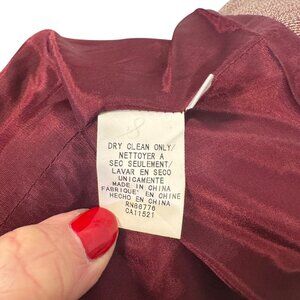 DRY CLEAN ONLY/
NETTOYER A
SEC SEULEMENT/
LAVAR EN SECO
UNICAMENTE
MADE IN CHINA
FABRIQUE' EN CHINE
HECHO EN CHINA
RN66770
CA11521